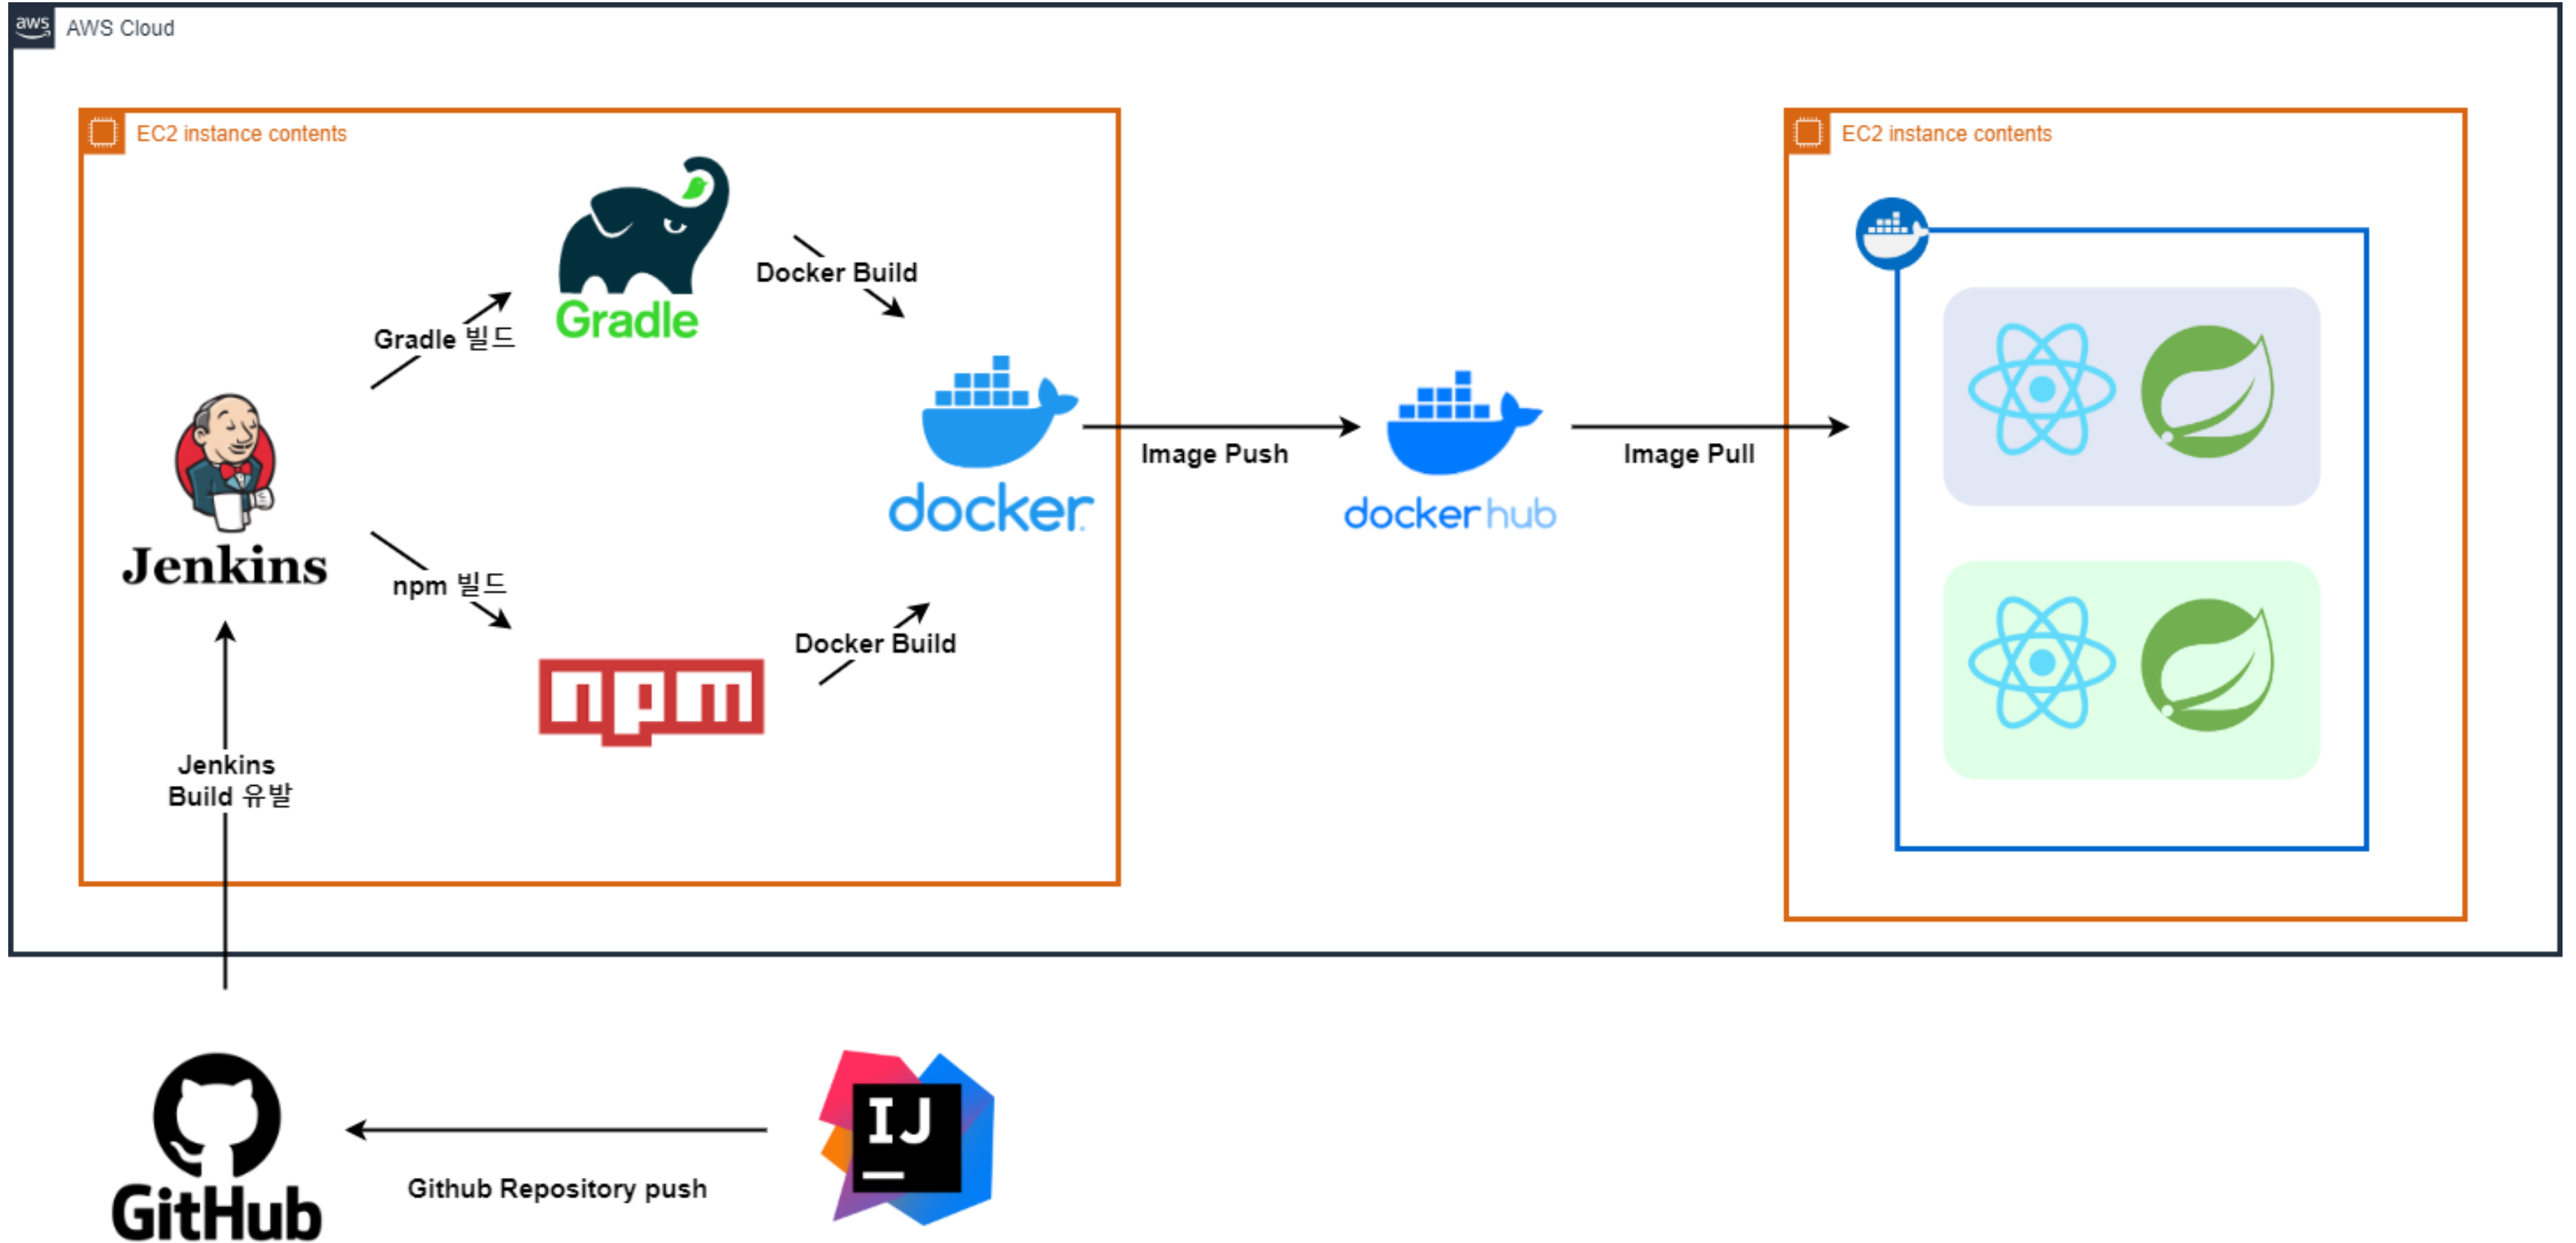 aws
AWS Cloud
EC2 instance contents
EC2 instance contents
Gradle
Docker Build
Gradle 빌드
Jenkins
docker
Image Push
docker hub
Image Pull
npm 빌드
npm
Docker Build
Jenkins
Build 유발
GitHub
Github Repository push
IJ